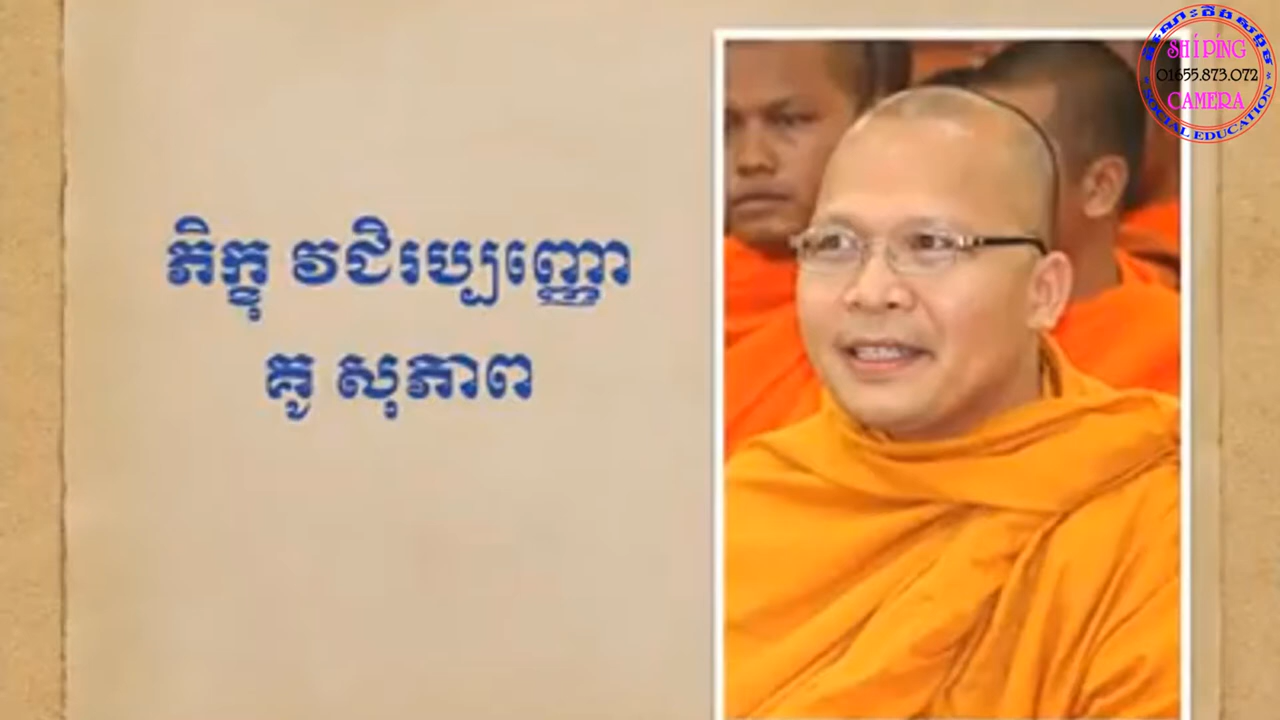 ភិក្ខុ វជិរប្បញ្ញោ
គូ សុភាព
SHIPING
01655.873.072
CAMERA
SOCIAL EDUCATION